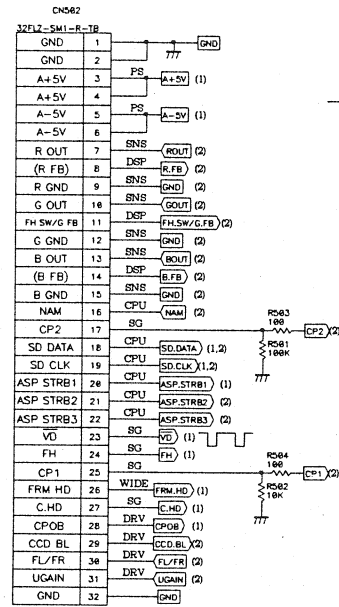 CN502
32FLZ-SM1-R-TB
GND 1 GND
GND 2
A+5V 3 PS A+5V (1)
A+5V 4
A-5V 5 PS A-5V (1)
A-5V 6
R OUT 7 SNS ROUT (2)
(R FB) 8 DSP R.FB (2)
R GND 9 SNS GND (2)
G OUT 10 SNS GOUT (2)
FH SW/G FB 11 DSP FH.SW/G.FB (2)
G GND 12 SNS GND (2)
B OUT 13 SNS BOUT (2)
(B FB) 14 DSP B.FB (2)
B GND 15 SNS GND (2)
NAM 16 CPU NAM (2)
CP2 17 SG R503 100 CP2 (2)
R501 100K
SD DATA 18 CPU SD.DATA (1,2)
SD CLK 19 CPU SD.CLK (1,2)
ASP STRB1 20 CPU ASP.STRB1 (1)
ASP STRB2 21 CPU ASP.STRB2 (2)
ASP STRB3 22 CPU ASP.STRB3 (2)
VD 23 SG VD (1)
FH 24 SG FH (1)
CP1 25 SG R504 100 CP1 (2)
R502 10K
FRM HD 26 WIDE FRM.HD (1)
C.HD 27 SG C.HD (1)
CPOB 28 DRV CPOB (1)
CCD BL 29 DRV CCD.BL (2)
FL/FR 30 DRV FL/FR (2)
UGAIN 31 DRV UGAIN (2)
GND 32 GND